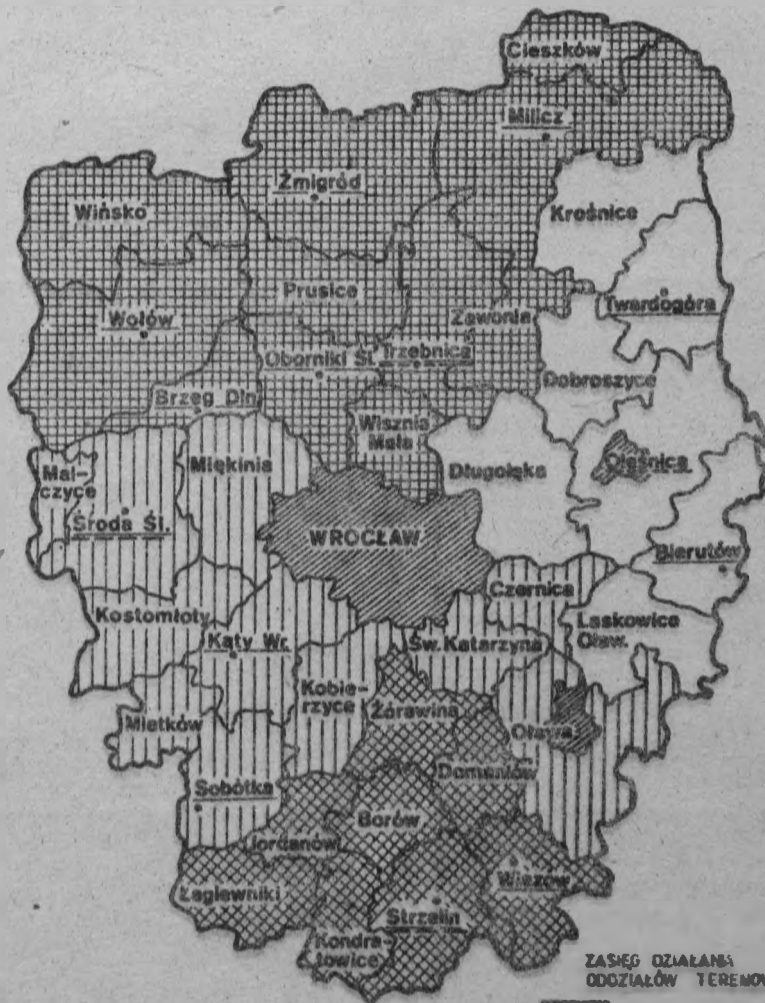 Cieszków
Milicz
Żmigród
Krośnice
Wińsko
Prusice
Twardogóra
Wołów
Zawonia
Oborniki Śl.
Trzebnica
Dobroszyce
Brzeg Dln.
Wisznia
Mała
Mal-
czyce
Miękinia
Długołęka
Oleśnica
Środa Śl.
WROCŁAW
Bierutów
Czernica
Kostomłoty
Laskowice
Oław.
Kąty Wr.
Św. Katarzyna
Kobie-
rzyce
Żórawina
Mietków
Oława
Domaniów
Sobótka
Borów
Jordanów
Wiązów
Łagiewniki
Strzelin
Kondra-
towice
ZASIĘG DZIAŁANIA
ODDZIAŁÓW